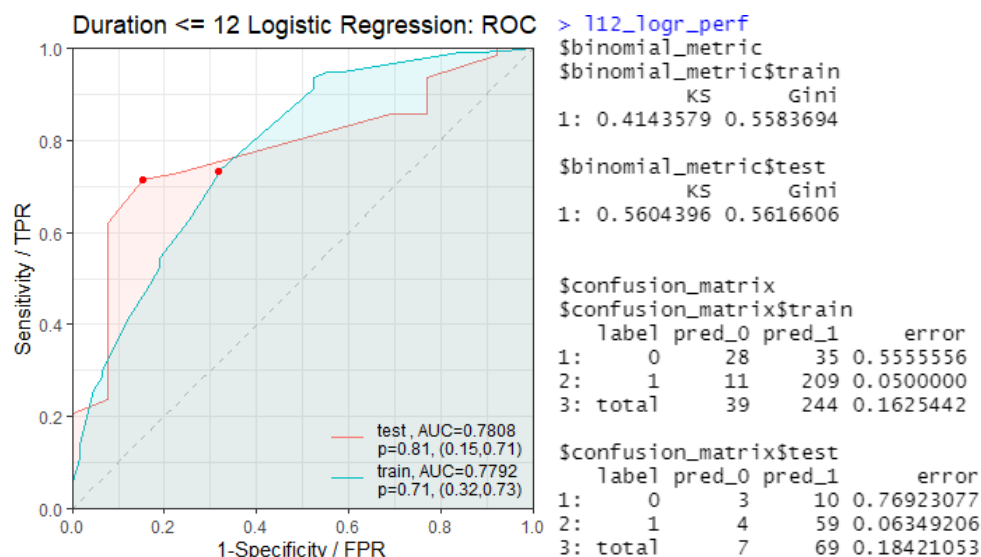 Duration <= 12 Logistic Regression: ROC
1.0
0.8
0.6
0.4
0.2
0.0
Sensitivity / TPR
0.0 0.2 0.4 0.6 0.8 1.0
1-Specificity / FPR
test , AUC=0.7808
p=0.81, (0.15,0.71)
train, AUC=0.7792
p=0.71, (0.32,0.73)
> l12_logr_perf
$binomial_metric
$binomial_metric$train
KS Gini
1: 0.4143579 0.5583694
$binomial_metric$test
KS Gini
1: 0.5604396 0.5616606
$confusion_matrix
$confusion_matrix$train
label pred_0 pred_1 error
1: 0 28 35 0.5555556
2: 1 11 209 0.0500000
3: total 39 244 0.1625442
$confusion_matrix$test
label pred_0 pred_1 error
1: 0 3 10 0.76923077
2: 1 4 59 0.06349206
3: total 7 69 0.18421053